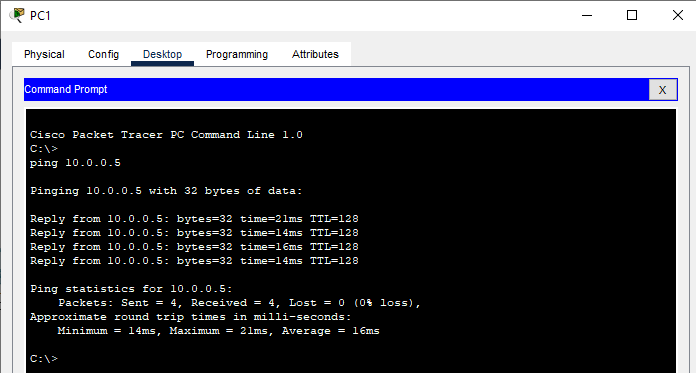 PC1
Physical Config Desktop Programming Attributes
Command Prompt
X
Cisco Packet Tracer PC Command Line 1.0
C:\>
ping 10.0.0.5
Pinging 10.0.0.5 with 32 bytes of data:
Reply from 10.0.0.5: bytes=32 time=21ms TTL=128
Reply from 10.0.0.5: bytes=32 time=14ms TTL=128
Reply from 10.0.0.5: bytes=32 time=16ms TTL=128
Reply from 10.0.0.5: bytes=32 time=14ms TTL=128
Ping statistics for 10.0.0.5:
    Packets: Sent = 4, Received = 4, Lost = 0 (0% loss),
Approximate round trip times in milli-seconds:
    Minimum = 14ms, Maximum = 21ms, Average = 16ms
C:\>